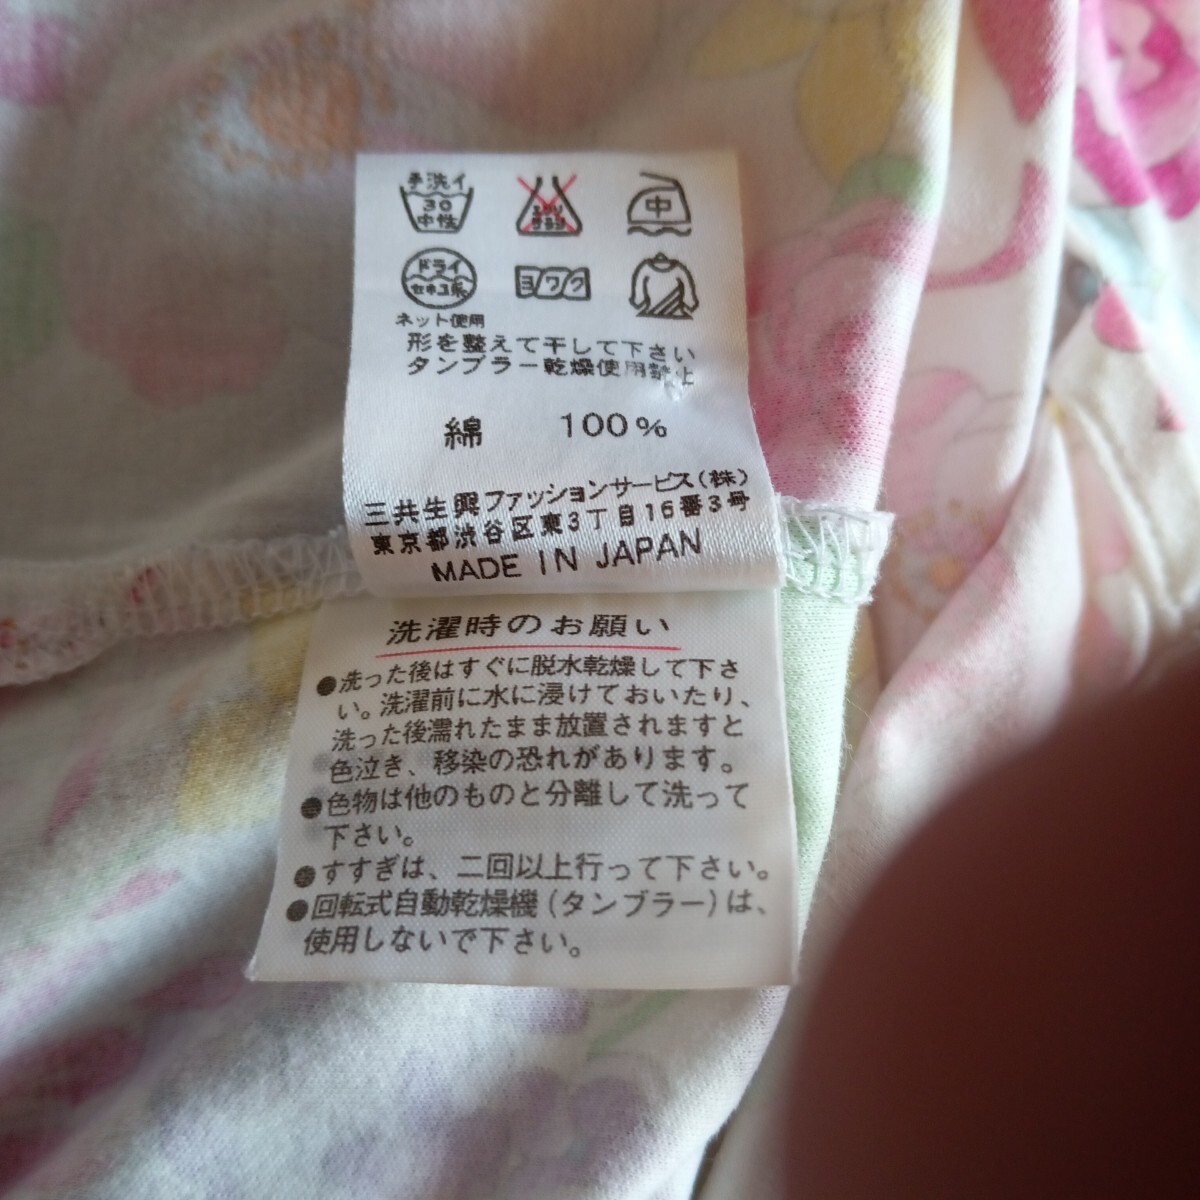 手洗イ
30
中性
エンソ
サラシ
中
ドライ
セキユ系
ヨワク
ネット使用
形を整えて干して下さい
タンブラー乾燥使用禁止
綿 100%
三共生興ファッションサービス(株)
東京都渋谷区東3丁目16番3号
MADE IN JAPAN
洗濯時のお願い
●洗った後はすぐに脱水乾燥して下さ
い。洗濯前に水に浸けておいたり、
洗った後濡れたまま放置されますと
色泣き、移染の恐れがあります。
●色物は他のものと分離して洗って
下さい。
●すすぎは、二回以上行って下さい。
●回転式自動乾燥機(タンブラー)は、
使用しないで下さい。